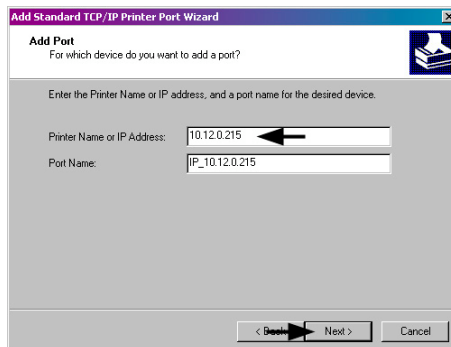 Add Standard TCP/IP Printer Port Wizard
Add Port
For which device do you want to add a port?
Enter the Printer Name or IP address, and a port name for the desired device.
Printer Name or IP Address: 10.12.0.215
Port Name: IP_10.12.0.215
< Back Next > Cancel